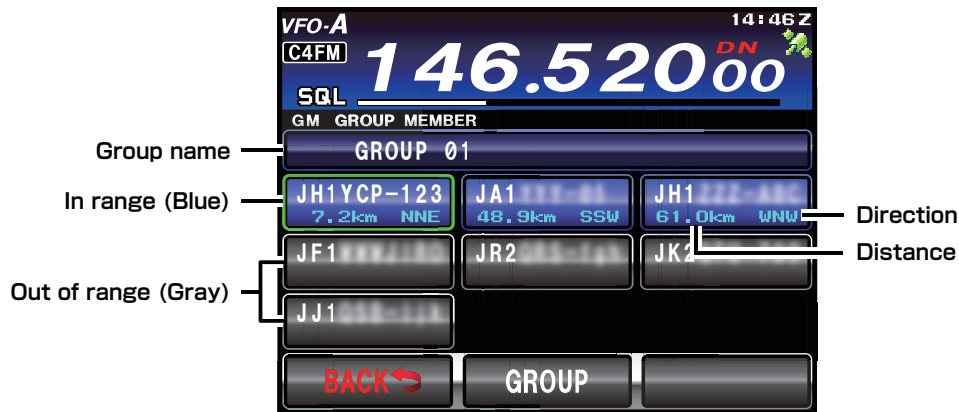 VFO-A 14:46Z
C4FM 146.52000 DN
SQL
GM GROUP MEMBER
Group name GROUP 01
In range (Blue) JH1YCP-123 JA1 JH1
7.2km NNE 48.9km SSW 61.0km WNW Direction
Distance
JF1 JR2 JK2
Out of range (Gray)
JJ1
BACK GROUP